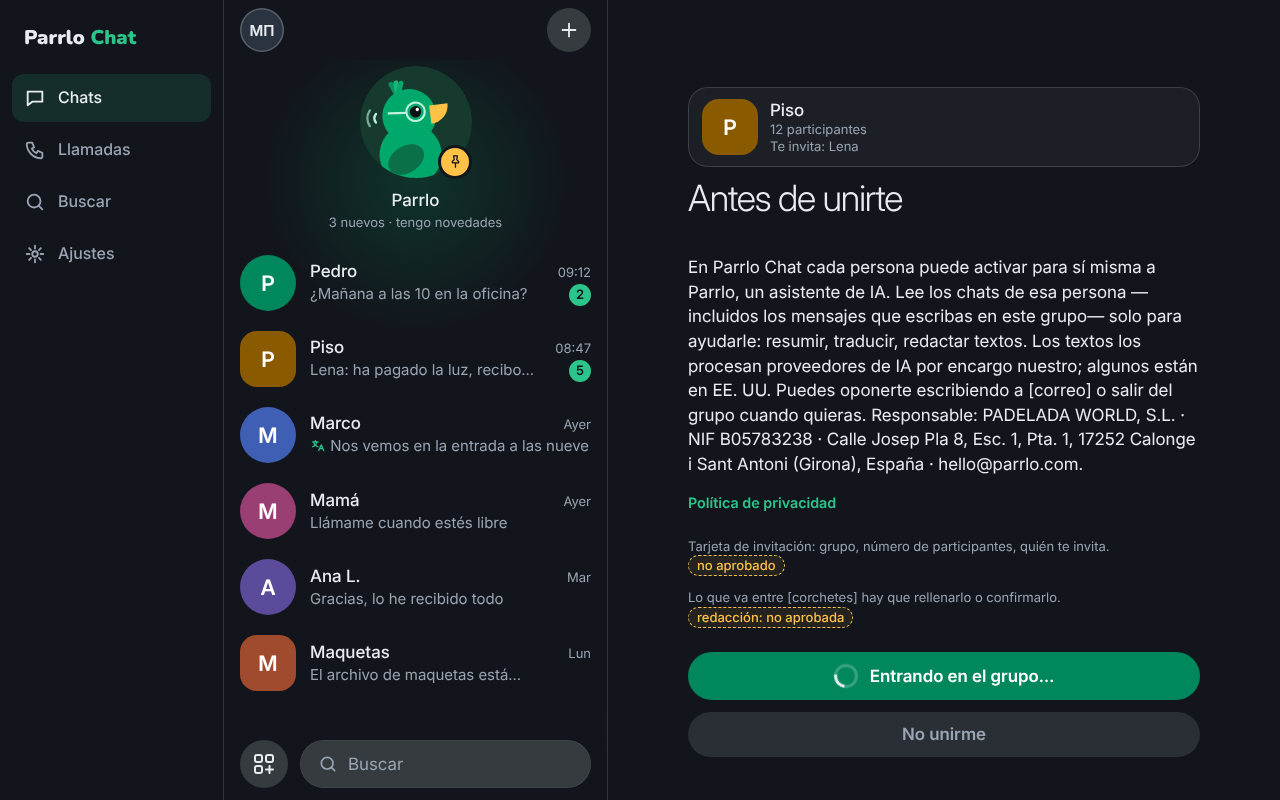 Parrlo Chat
Chats
Llamadas
Buscar
Ajustes
МП
Parrlo
3 nuevos · tengo novedades
P
Pedro
09:12
¿Mañana a las 10 en la oficina?
2
P
Piso
08:47
Lena: ha pagado la luz, recibo...
5
M
Marco
Ayer
Nos vemos en la entrada a las nueve
M
Mamá
Ayer
Llámame cuando estés libre
A
Ana L.
Mar
Gracias, lo he recibido todo
M
Maquetas
Lun
El archivo de maquetas está...
Buscar
P
Piso
12 participantes
Te invita: Lena
Antes de unirte
En Parrlo Chat cada persona puede activar para sí misma a
Parrlo, un asistente de IA. Lee los chats de esa persona —
incluidos los mensajes que escribas en este grupo— solo para
ayudarle: resumir, traducir, redactar textos. Los textos los
procesan proveedores de IA por encargo nuestro; algunos están
en EE. UU. Puedes oponerte escribiendo a [correo] o salir del
grupo cuando quieras. Responsable: PADELADA WORLD, S.L. ·
NIF B05783238 · Calle Josep Pla 8, Esc. 1, Pta. 1, 17252 Calonge
i Sant Antoni (Girona), España · hello@parrlo.com.
Política de privacidad
Tarjeta de invitación: grupo, número de participantes, quién te invita.
no aprobado
Lo que va entre [corchetes] hay que rellenarlo o confirmarlo.
redacción: no aprobada
Entrando en el grupo...
No unirme